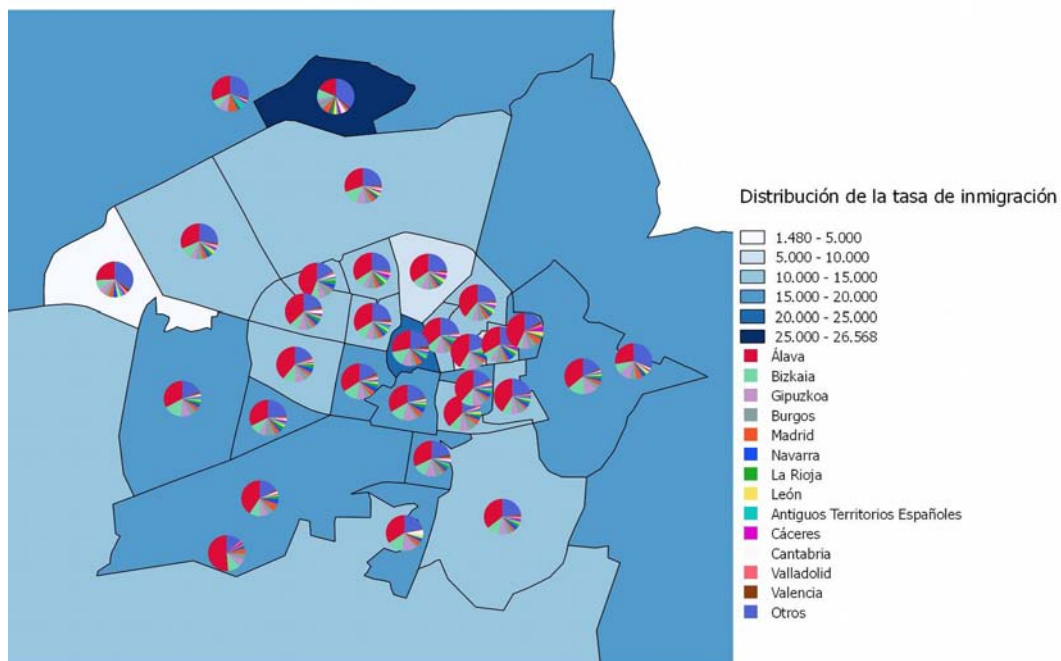 Distribución de la tasa de inmigración
1.480 - 5.000
5.000 - 10.000
10.000 - 15.000
15.000 - 20.000
20.000 - 25.000
25.000 - 26.568
Álava
Bizkaia
Gipuzkoa
Burgos
Madrid
Navarra
La Rioja
León
Antiguos Territorios Españoles
Cáceres
Cantabria
Valladolid
Valencia
Otros